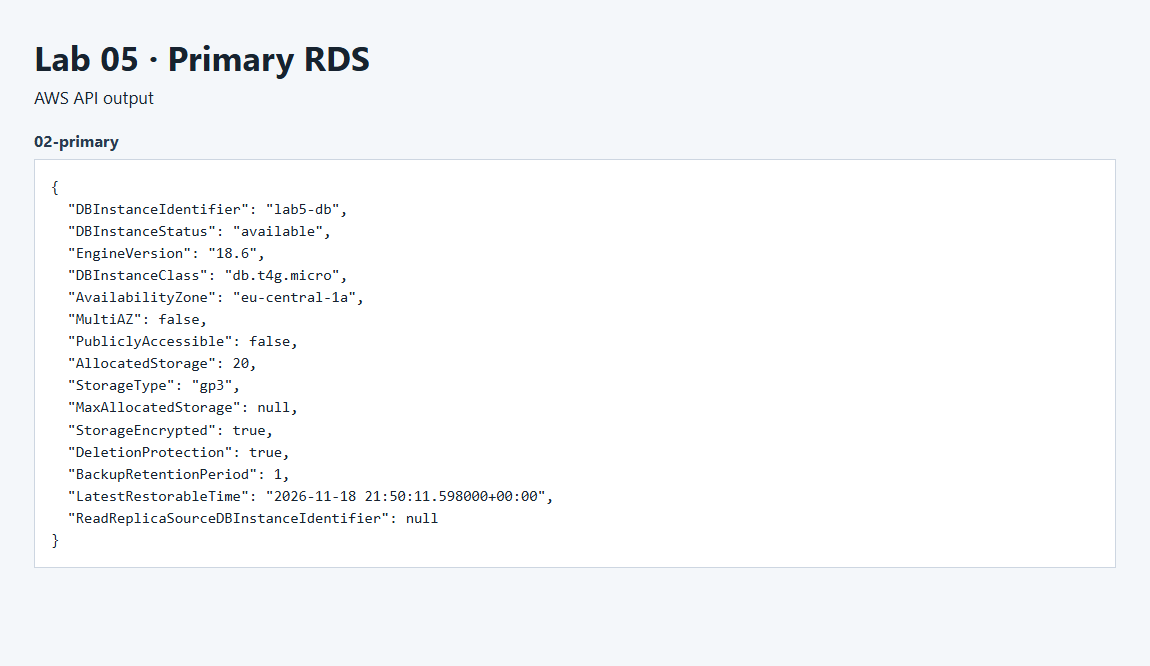 Lab 05 · Primary RDS
AWS API output
02-primary
{
  "DBInstanceIdentifier": "lab5-db",
  "DBInstanceStatus": "available",
  "EngineVersion": "18.6",
  "DBInstanceClass": "db.t4g.micro",
  "AvailabilityZone": "eu-central-1a",
  "MultiAZ": false,
  "PubliclyAccessible": false,
  "AllocatedStorage": 20,
  "StorageType": "gp3",
  "MaxAllocatedStorage": null,
  "StorageEncrypted": true,
  "DeletionProtection": true,
  "BackupRetentionPeriod": 1,
  "LatestRestorableTime": "2026-11-18 21:50:11.598000+00:00",
  "ReadReplicaSourceDBInstanceIdentifier": null
}